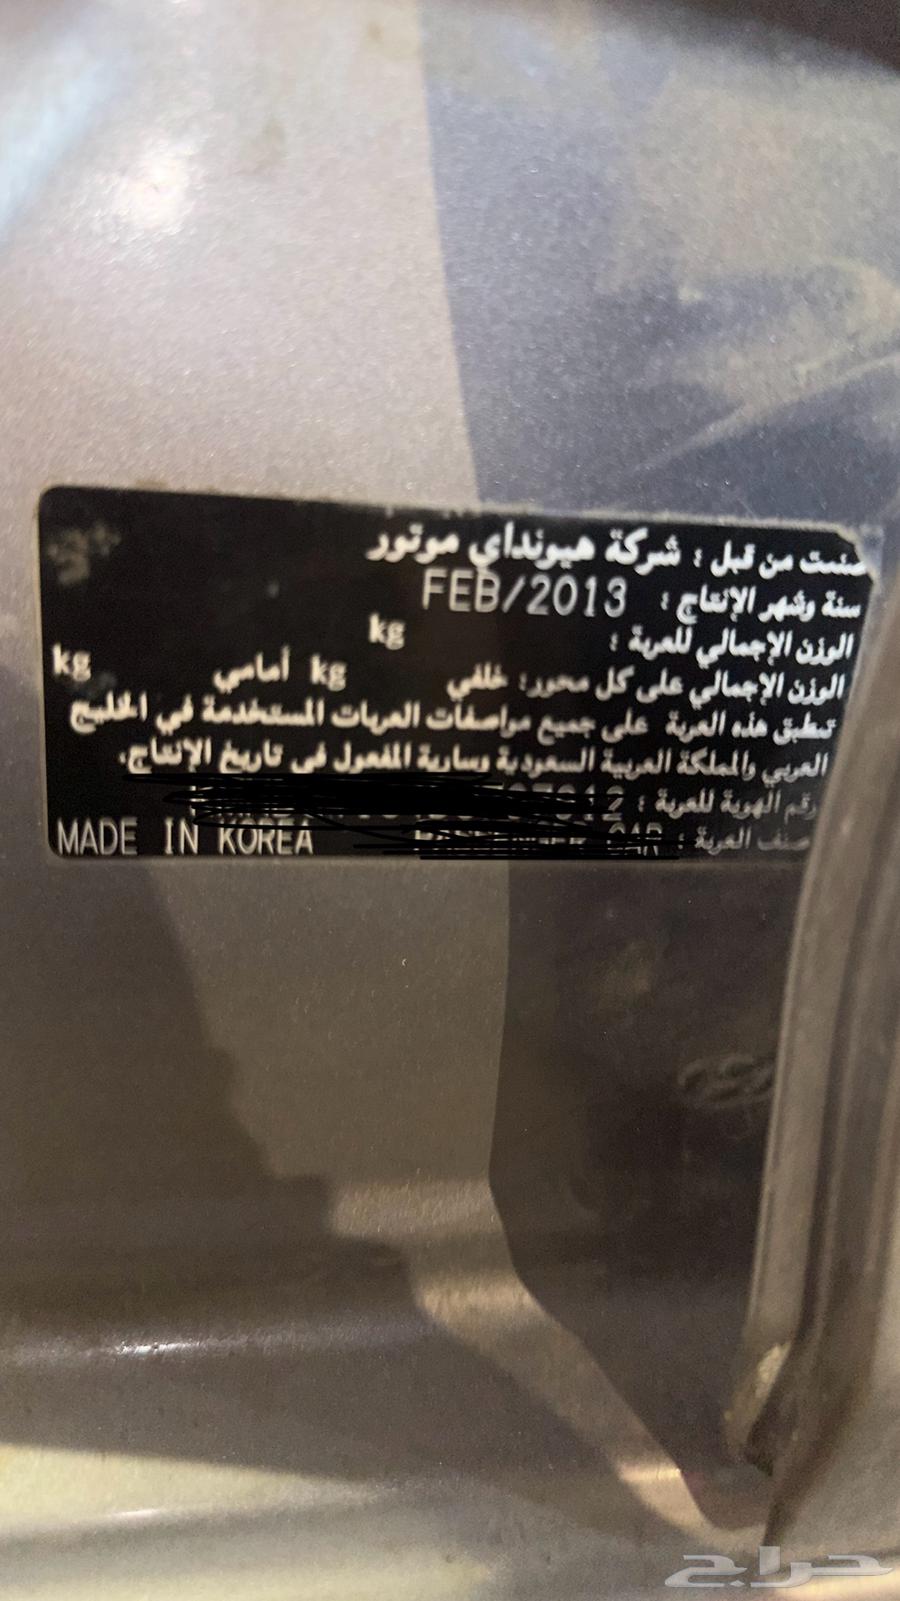 صنعت من قبل : شركة هيونداي موتور
سنة وشهر الإنتاج : FEB/2013
الوزن الإجمالي للعربة : kg
الوزن الإجمالي على كل محور: خلفي kg أمامي kg
تطبق هذه العربة على جميع مواصفات العربات المستخدمة في الخليج
العربي والمملكة العربية السعودية وسارية المفعول في تاريخ الإنتاج.
رقم الهوية للعربة :
صنف العربة : PASSENGER CAR MADE IN KOREA
حراج